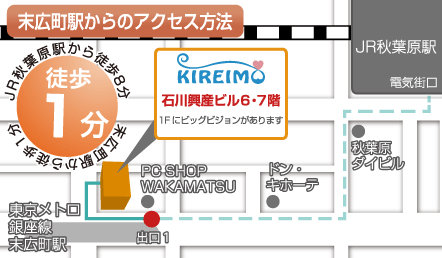 末広町駅からのアクセス方法
JR秋葉原駅から徒歩8分
徒歩
1分
末広町駅から徒歩1分
KIREIMO
石川興産ビル6・7階
1Fにビッグビジョンがあります
JR秋葉原駅
電気街口
秋葉原
ダイビル
PC SHOP
WAKAMATSU
ドン・
キホーテ
東京メトロ
銀座線
末広町駅
出口1